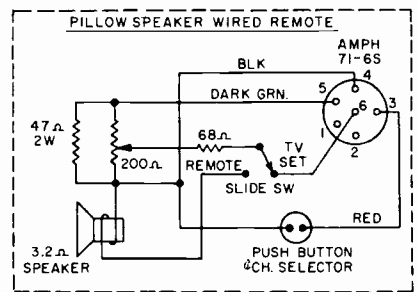 PILLOW SPEAKER WIRED REMOTE
AMPH
71-6S
BLK
4
DARK GRN.
5
6
3
47Ω
2W
68Ω
TV
SET
1
2
200Ω
REMOTE
SLIDE SW
RED
3.2Ω
SPEAKER
PUSH BUTTON
CH. SELECTOR